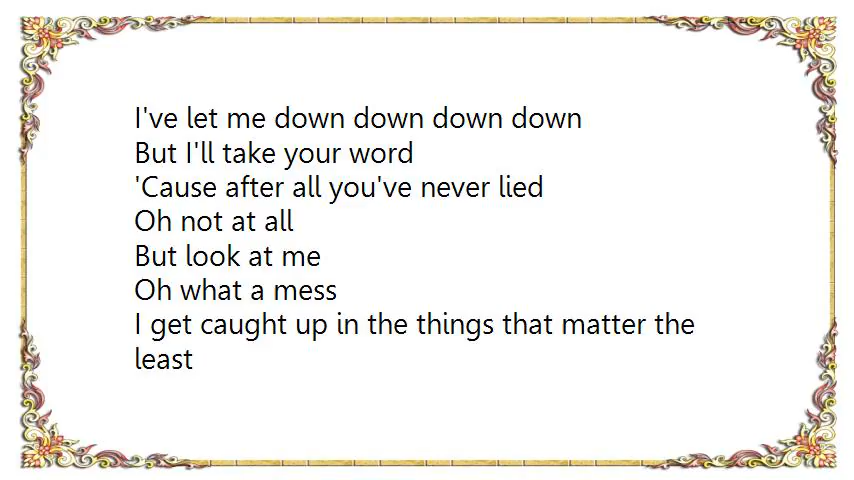 I've let me down down down down
But I'll take your word
'Cause after all you've never lied
Oh not at all
But look at me
Oh what a mess
I get caught up in the things that matter the
least